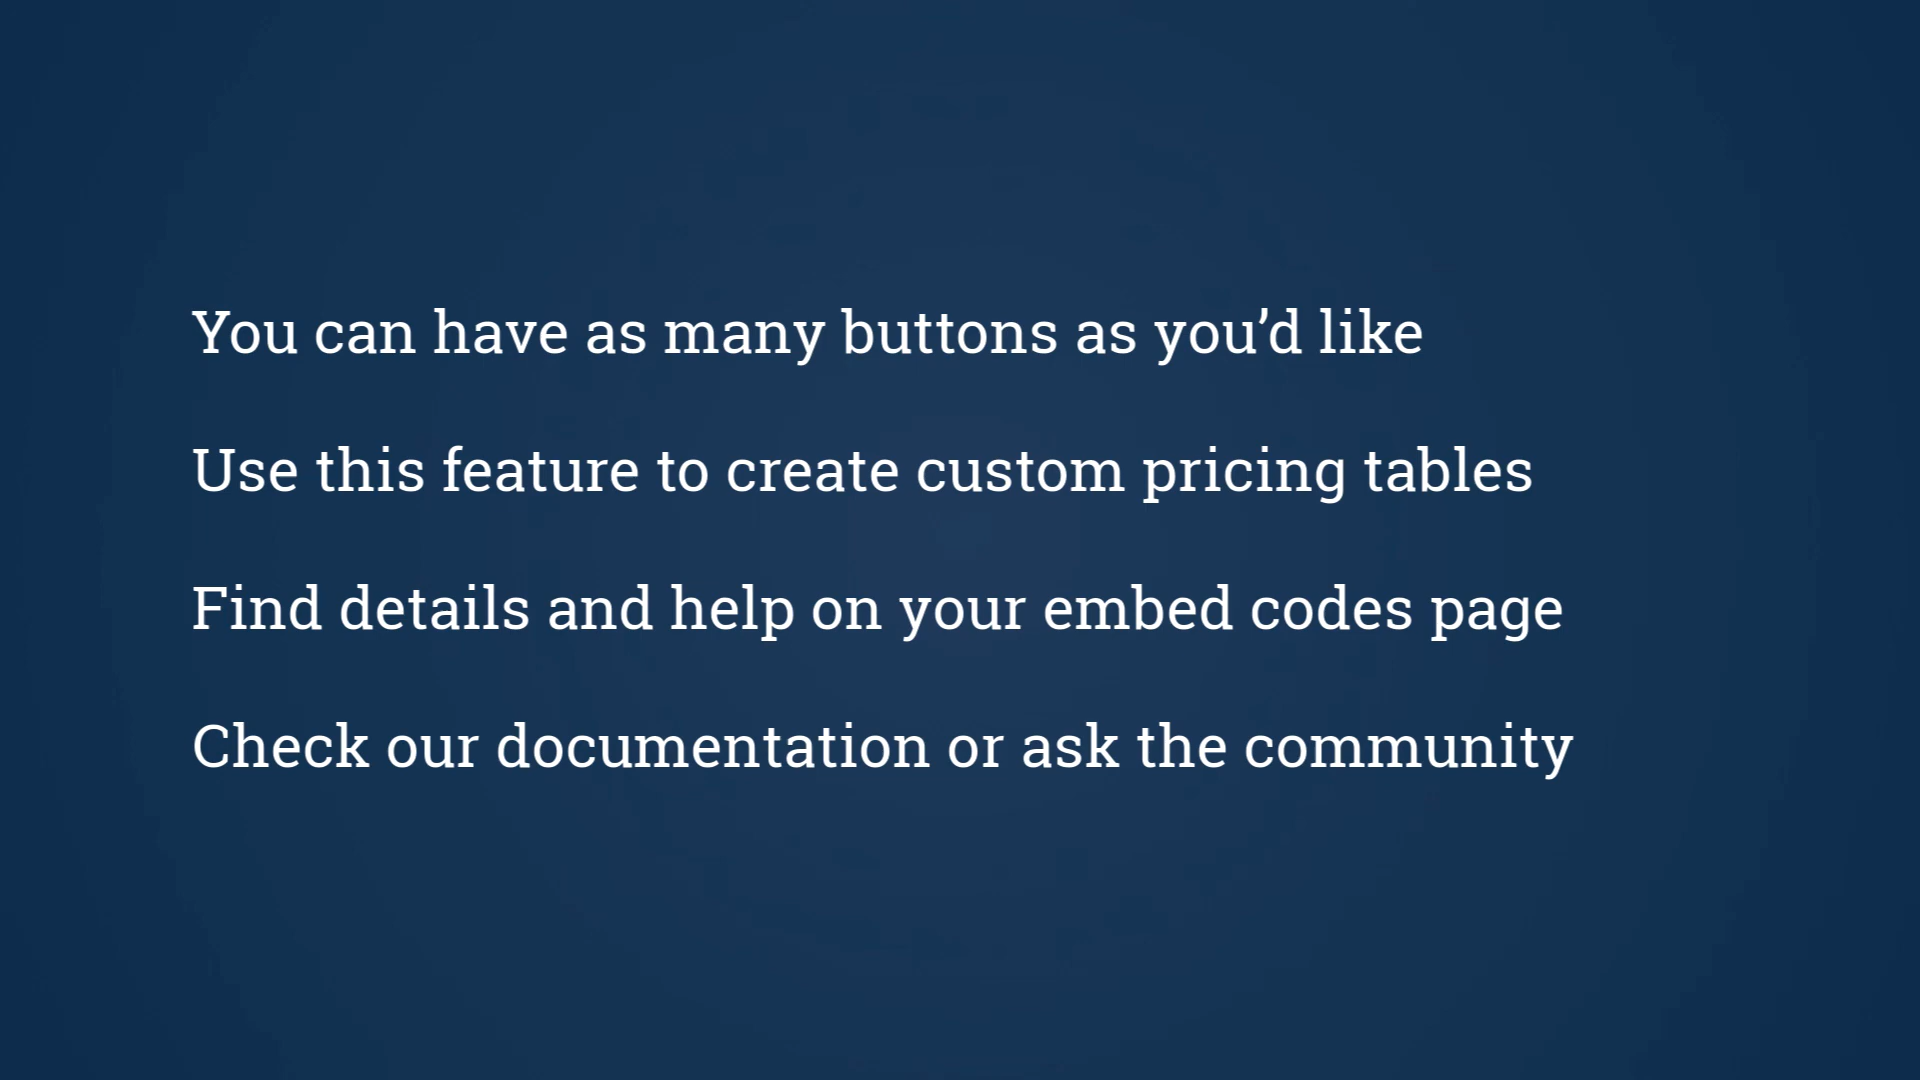 You can have as many buttons as you’d like
Use this feature to create custom pricing tables
Find details and help on your embed codes page
Check our documentation or ask the community